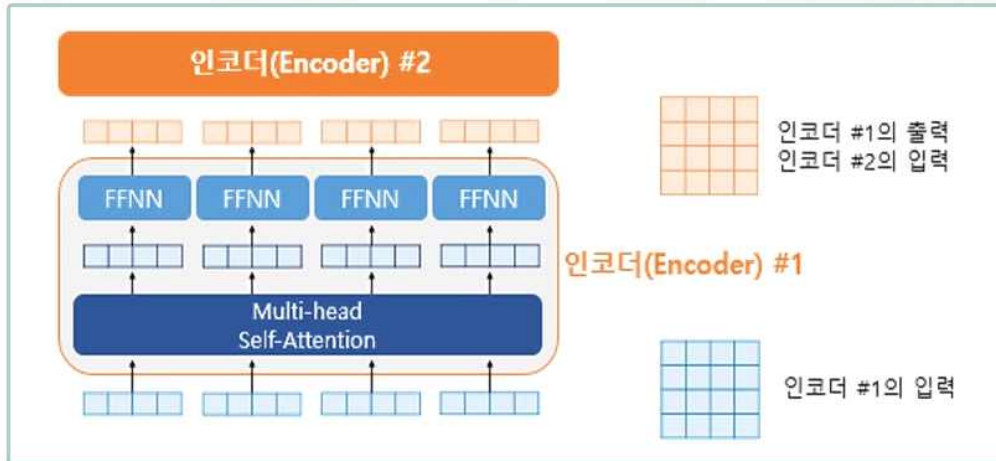 인코더(Encoder) #2
인코더 #1의 출력
인코더 #2의 입력
FFNN FFNN FFNN FFNN
인코더(Encoder) #1
Multi-head
Self-Attention
인코더 #1의 입력